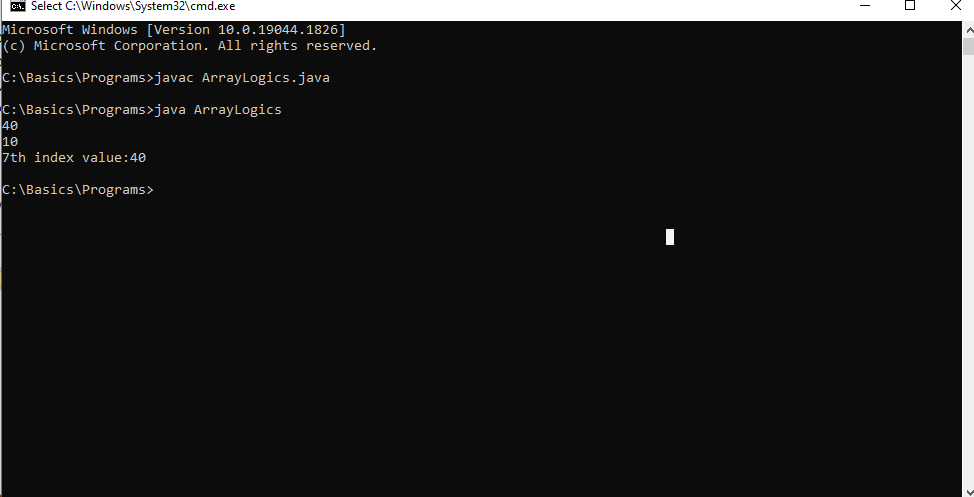 Select C:\Windows\System32\cmd.exe
Microsoft Windows [Version 10.0.19044.1826]
(c) Microsoft Corporation. All rights reserved.
C:\Basics\Programs>javac ArrayLogics.java
C:\Basics\Programs>java ArrayLogics
40
10
7th index value:40
C:\Basics\Programs>